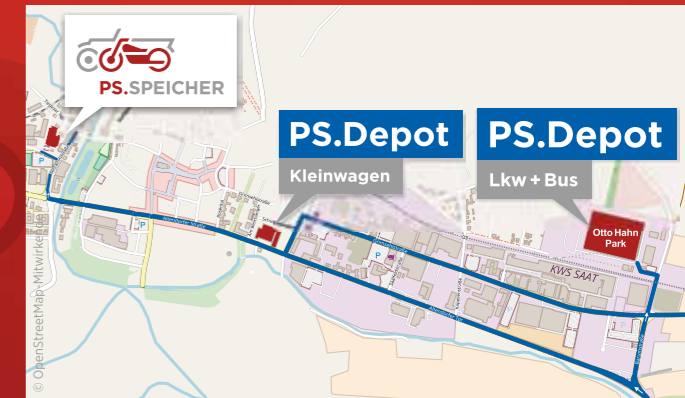 PS.SPEICHER
PS.Depot
Kleinwagen
PS.Depot
Lkw + Bus
Otto Hahn
Park
KWS SAAT
P
P
P
P
© OpenStreetMap-Mitwirkende